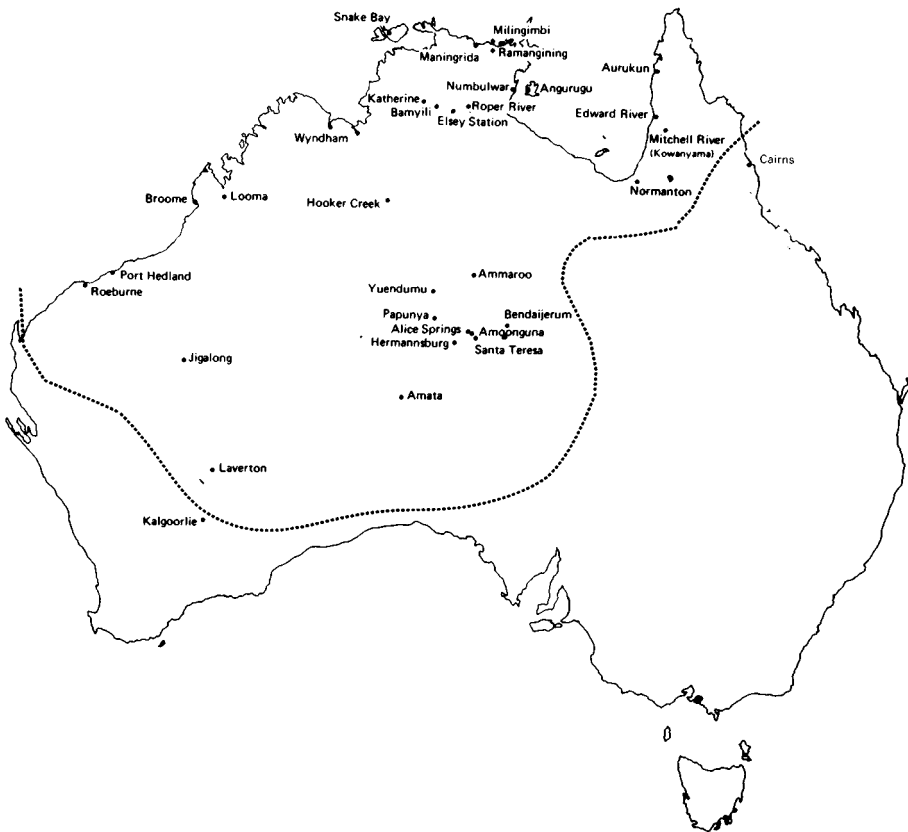 Snake Bay
Milingimbi
Maningrida
Ramangining
Aurukun
Numbulwar
Angurugu
Katherine
Bamyili
Roper River
Elsey Station
Edward River
Wyndham
Mitchell River
(Kowanyama)
Cairns
Normanton
Broome
Looma
Hooker Creek
Port Hedland
Roeburne
Ammaroo
Yuendumu
Papunya
Bendaijerum
Alice Springs
Amoonguna
Hermannsburg
Santa Teresa
Jigalong
Amata
Laverton
Kalgoorlie